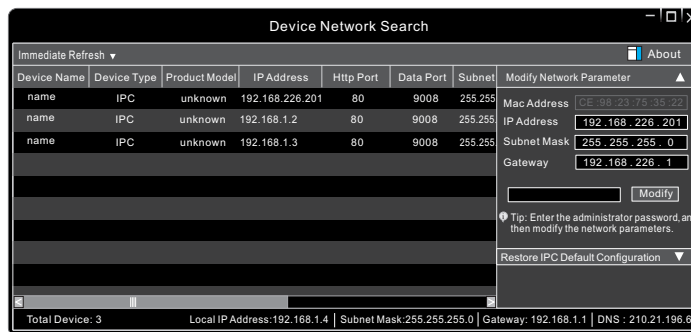 Device Network Search
Immediate Refresh ▼ About
Device Name Device Type Product Model IP Address Http Port Data Port Subnet
name IPC unknown 192.168.226.201 80 9008 255.255
name IPC unknown 192.168.1.2 80 9008 255.255.
name IPC unknown 192.168.1.3 80 9008 255.255
Modify Network Parameter ▲
Mac Address CE :98 :23 :75 :35 :22
IP Address 192 .168 . 226 . 201
Subnet Mask 255 . 255 . 255 . 0
Gateway 192 .168 . 226 . 1
Modify
Tip: Enter the administrator password, an
then modify the network parameters.
Restore IPC Default Configuration ▼
Total Device: 3 Local IP Address:192.168.1.4 Subnet Mask:255.255.255.0 Gateway: 192.168.1.1 DNS : 210.21.196.6